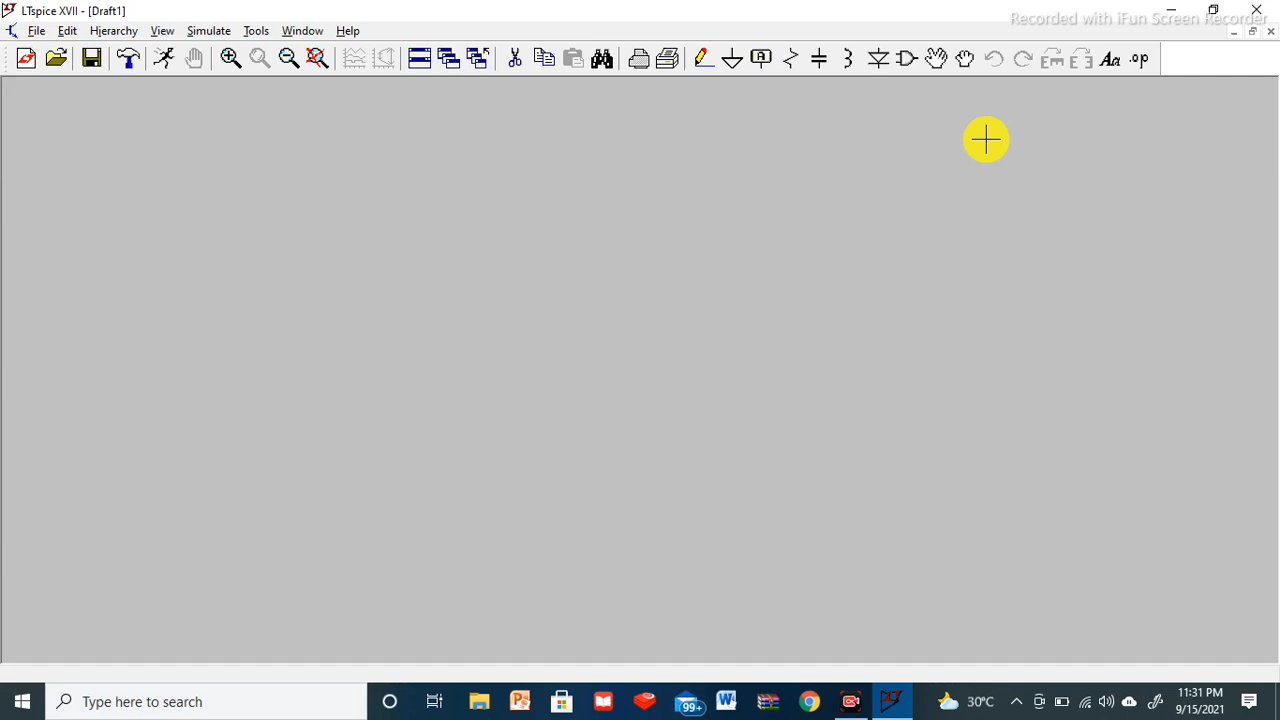 LTspice XVII - [Draft1]
Recorded with iFun Screen Recorder
File Edit Hierarchy View Simulate Tools Window Help
A Aa .op
Type here to search
99+
W
30°C
11:31 PM
9/15/2021